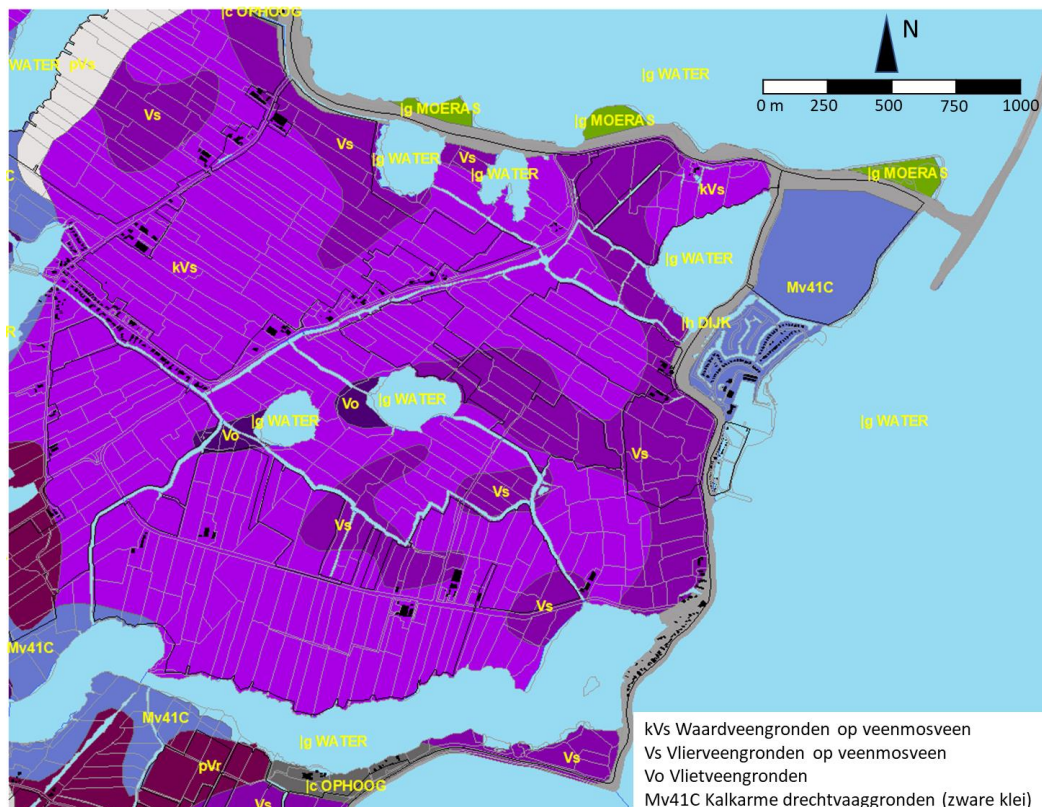 |c OPHOOG
N
WATER pVs
|g WATER
0 m 250 500 750 1000
Vs
|g MOERAS
|g MOERAS
Vs
|g WATER
Vs
|g WATER
|g MOERAS
C
kVs
kVs
|g WATER
Mv41C
R
|h DIJK
Vo
|g WATER
|g WATER
|g WATER
Vo
Vs
Vs
Vs
Vs
Mv41C
Mv41C
|g WATER
pVr
Vs
|c OPHOOG
Vs
kVs Waardveengronden op veenmosveen
Vs Vlierveengronden op veenmosveen
Vo Vlietveengronden
Mv41C Kalkarme drechtvaaggronden (zware klei)